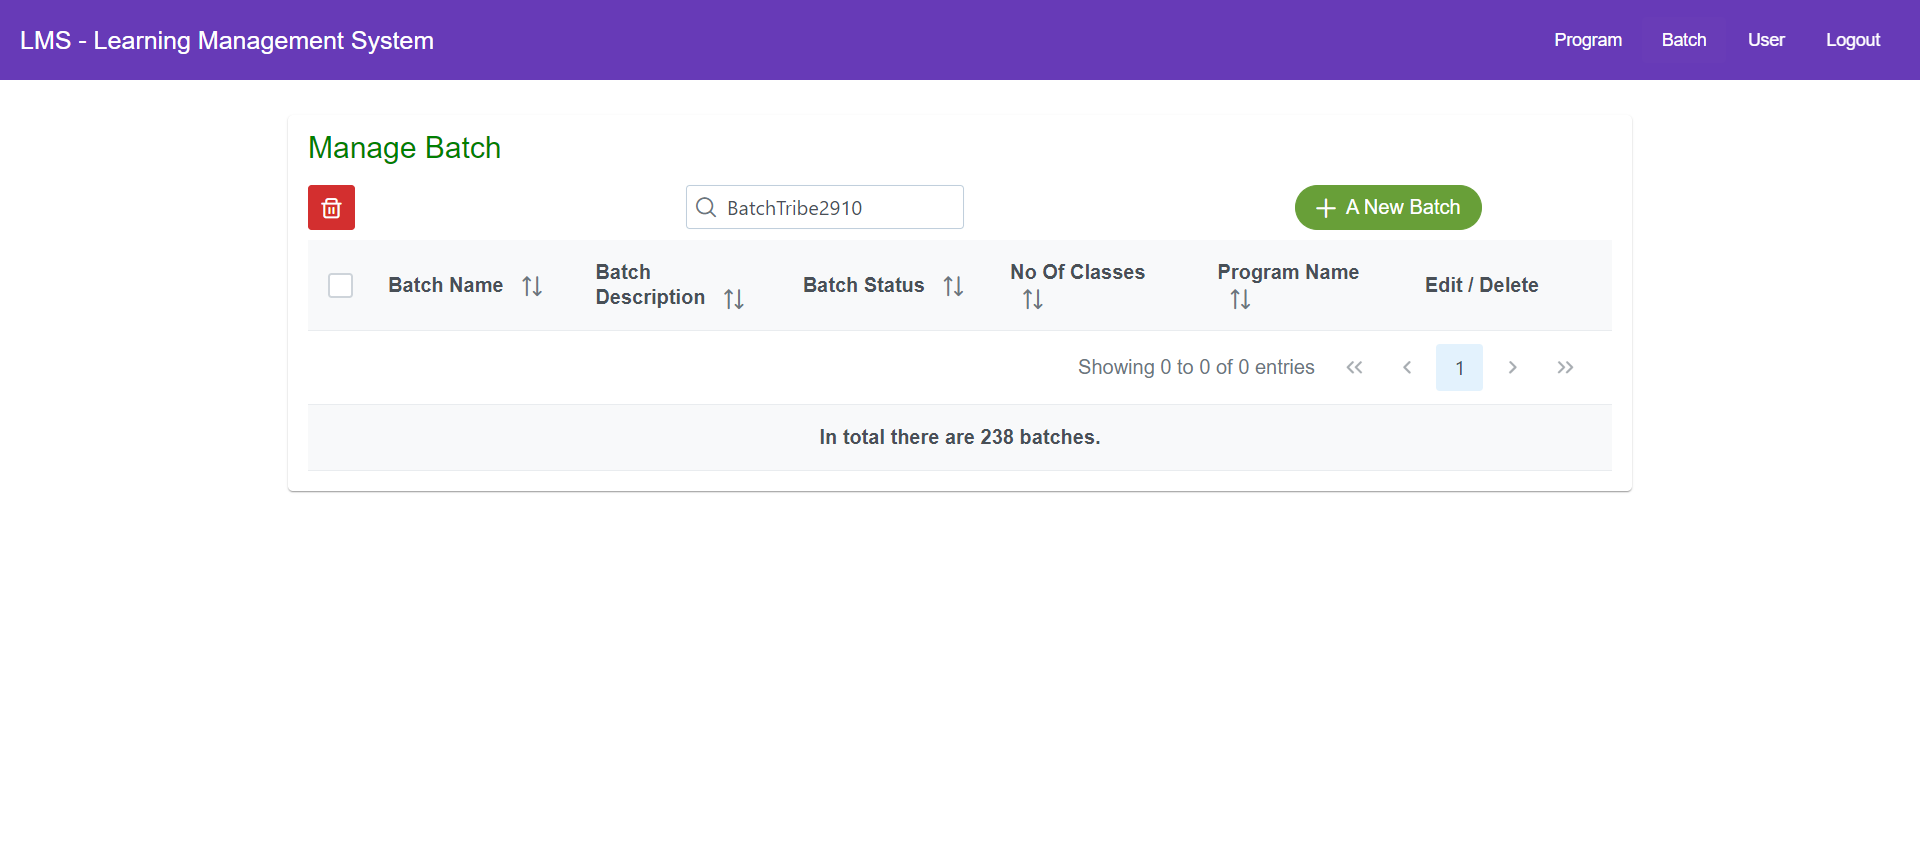 LMS - Learning Management System
Program
Batch
User
Logout
Manage Batch
BatchTribe2910
A New Batch
Batch Name
Batch
Description
Batch Status
No Of Classes
Program Name
Edit / Delete
Showing 0 to 0 of 0 entries
1
In total there are 238 batches.